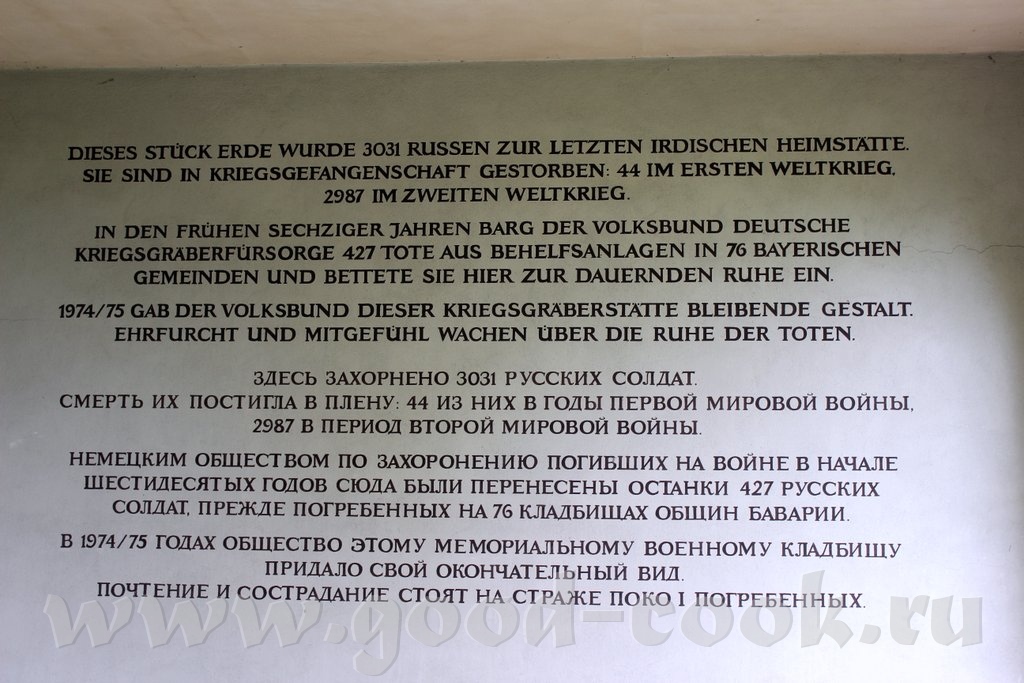 DIESES STÜCK ERDE WURDE 3031 RUSSEN ZUR LETZTEN IRDISCHEN HEIMSTÄTTE.
SIE SIND IN KRIEGSGEFANGENSCHAFT GESTORBEN: 44 IM ERSTEN WELTKRIEG,
2987 IM ZWEITEN WELTKRIEG.
IN DEN FRÜHEN SECHZIGER JAHREN BARG DER VOLKSBUND DEUTSCHE
KRIEGSGRÄBERFÜRSORGE 427 TOTE AUS BEHELFSANLAGEN IN 76 BAYERISCHEN
GEMEINDEN UND BETTETE SIE HIER ZUR DAUERNDEN RUHE EIN.
1974/75 GAB DER VOLKSBUND DIESER KRIEGSGRÄBERSTÄTTE BLEIBENDE GESTALT.
EHRFURCHT UND MITGEFÜHL WACHEN ÜBER DIE RUHE DER TOTEN.
ЗДЕСЬ ЗАХОРНЕНО 3031 РУССКИХ СОЛДАТ.
СМЕРТЬ ИХ ПОСТИГЛА В ПЛЕНУ: 44 ИЗ НИХ В ГОДЫ ПЕРВОЙ МИРОВОЙ ВОЙНЫ,
2987 В ПЕРИОД ВТОРОЙ МИРОВОЙ ВОЙНЫ.
НЕМЕЦКИМ ОБЩЕСТВОМ ПО ЗАХОРОНЕНИЮ ПОГИБШИХ НА ВОЙНЕ В НАЧАЛЕ
ШЕСТИДЕСЯТЫХ ГОДОВ СЮДА БЫЛИ ПЕРЕНЕСЕНЫ ОСТАНКИ 427 РУССКИХ
СОЛДАТ, ПРЕЖДЕ ПОГРЕБЕННЫХ НА 76 КЛАДБИЩАХ ОБЩИН БАВАРИИ.
В 1974/75 ГОДАХ ОБЩЕСТВО ЭТОМУ МЕМОРИАЛЬНОМУ ВОЕННОМУ КЛАДБИЩУ
ПРИДАЛО СВОЙ ОКОНЧАТЕЛЬНЫЙ ВИД.
ПОЧТЕНИЕ И СОСТРАДАНИЕ СТОЯТ НА СТРАЖЕ ПОКО І ПОГРЕБЕННЫХ.
www.good-cook.ru